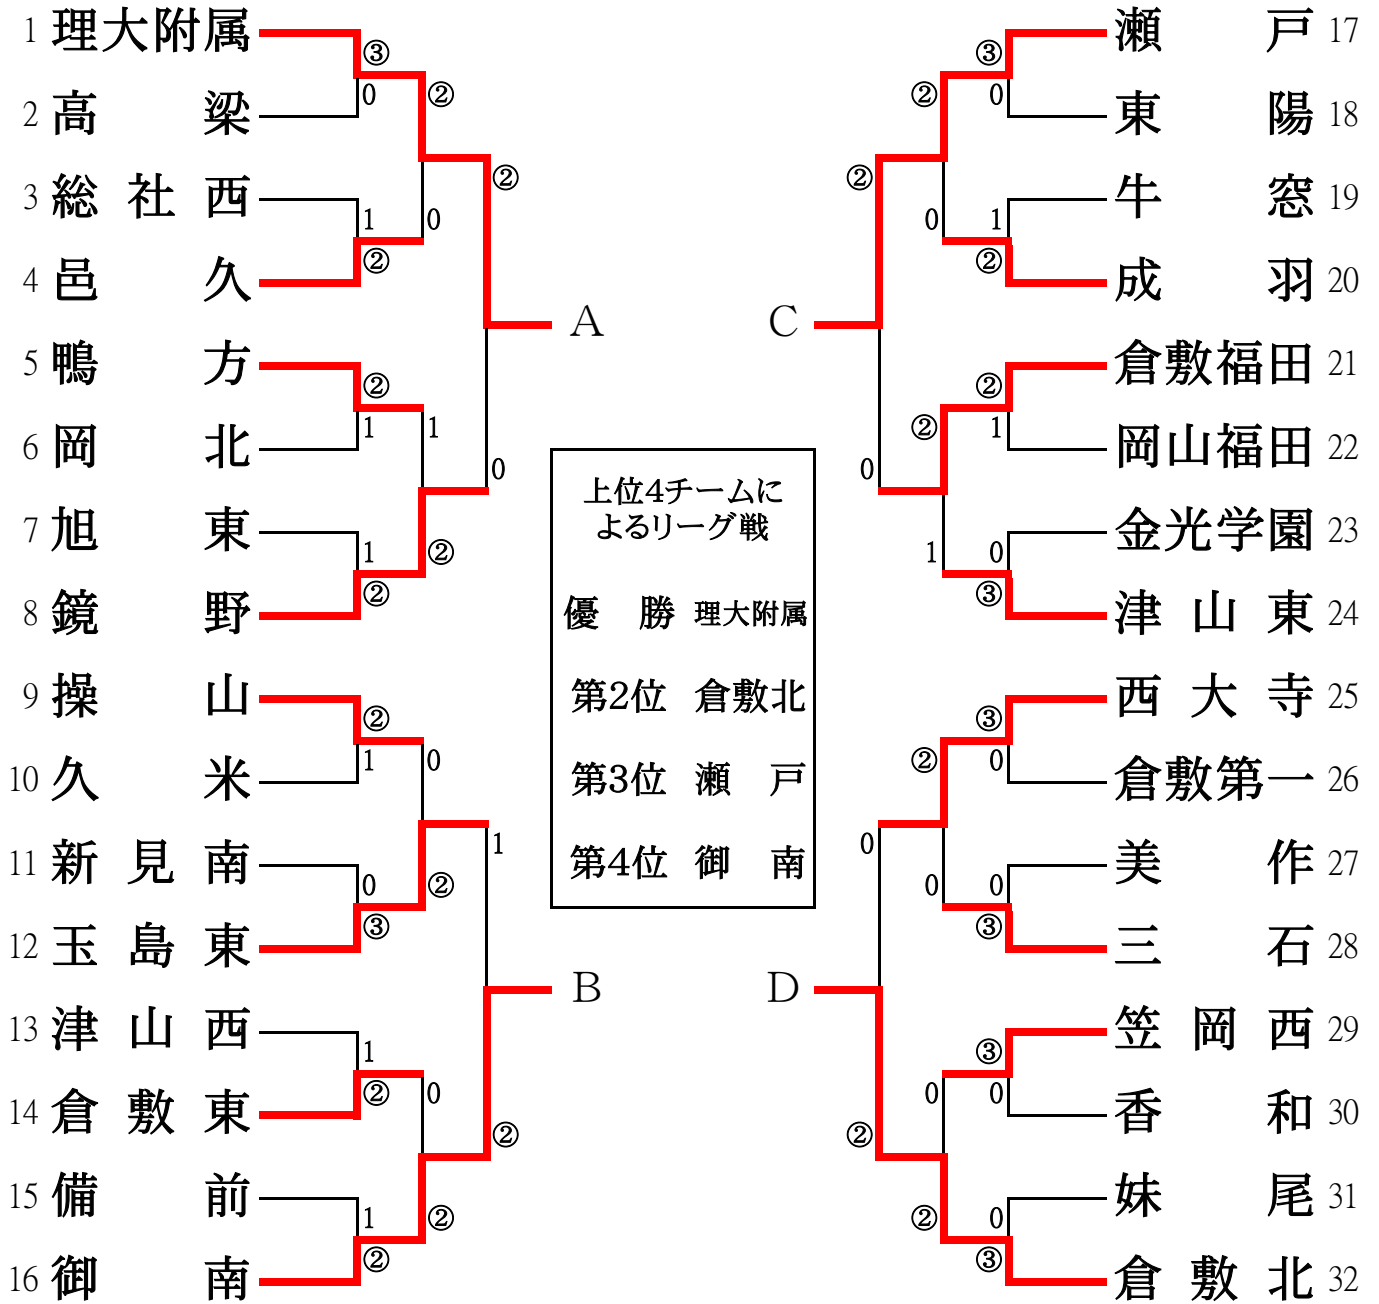 1 理大附属
③
0
2 高梁
②
3 総社西
1
②
4 邑久
0
②
5 鴨方
②
1
6 岡北
1
7 旭東
1
②
8 鏡野
②
0
A
9 操山
②
1
10 久米
0
11 新見南
0
③
12 玉島東
②
1
13 津山西
1
②
14 倉敷東
0
15 備前
1
②
16 御南
②
②
B
上位4チームに
よるリーグ戦
優勝 理大附属
第2位 倉敷北
第3位 瀬戸
第4位 御南
瀬戸 17
③
0
東陽 18
②
牛窓 19
1
②
成羽 20
0
②
C
倉敷福田 21
②
1
岡山福田 22
②
金光学園 23
0
③
津山東 24
1
0
西大寺 25
③
0
倉敷第一 26
②
美作 27
0
③
三石 28
0
0
D
笠岡西 29
③
0
香和 30
0
妹尾 31
0
③
倉敷北 32
②
②